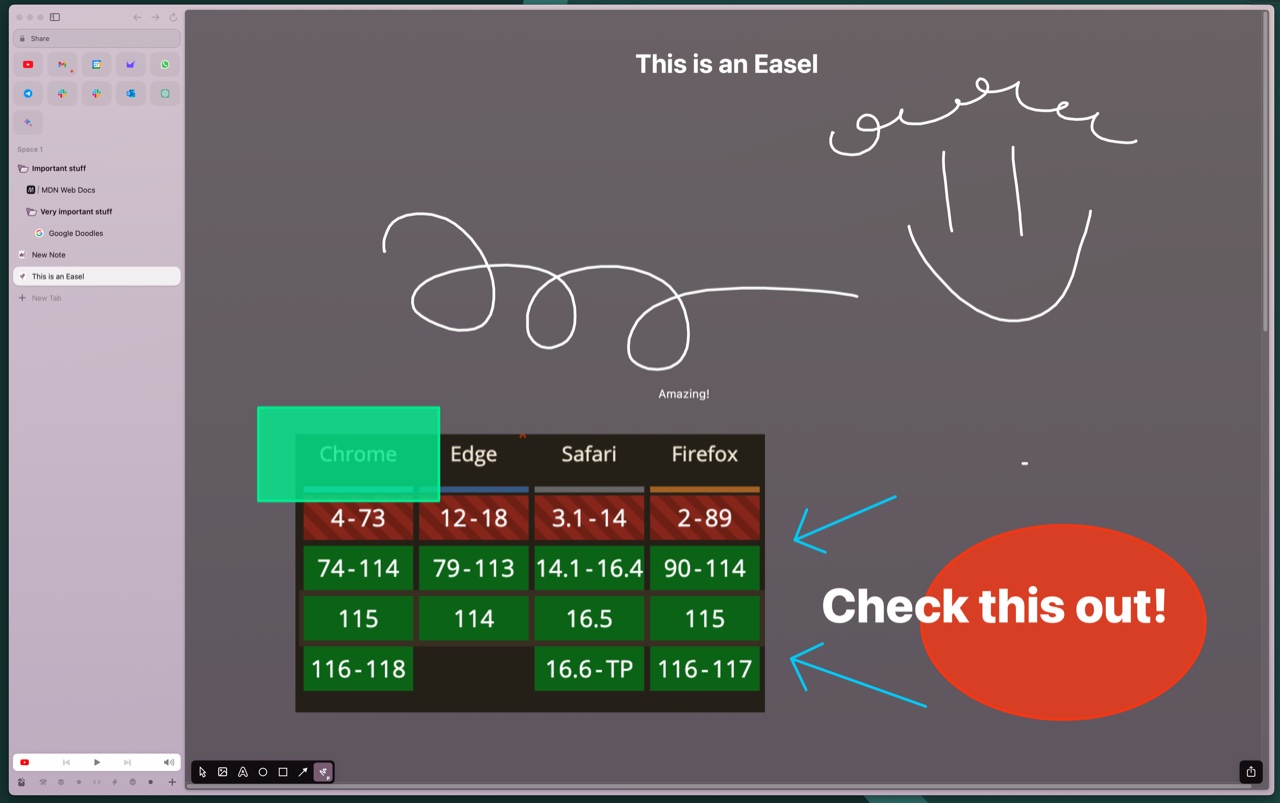 Share
Space 1
Important stuff
/ MDN Web Docs
Very important stuff
Google Doodles
New Note
This is an Easel
New Tab
This is an Easel
Amazing!
Chrome Edge Safari Firefox
4-73 12-18 3.1-14 2-89
74-114 79-113 14.1-16.4 90-114
115 114 16.5 115
116-118 16.6-TP 116-117
-
Check this out!